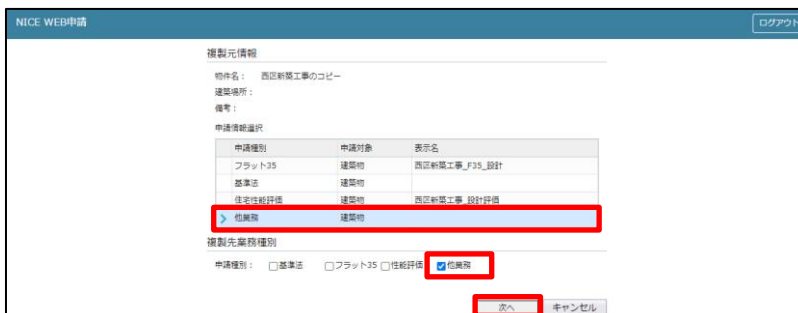 NICE WEB申請 ログアウト
複製元情報
物件名： 西区新築工事のコピー
建築場所：
備考：
申請情報選択
申請種別 申請対象 表示名
フラット35 建築物 西区新築工事_F35_設計
基準法 建築物
住宅性能評価 建築物 西区新築工事_設計評価
他業務 建築物
複製先業務種別
申請種別： 基準法 フラット35 性能評価 他業務
次へ キャンセル